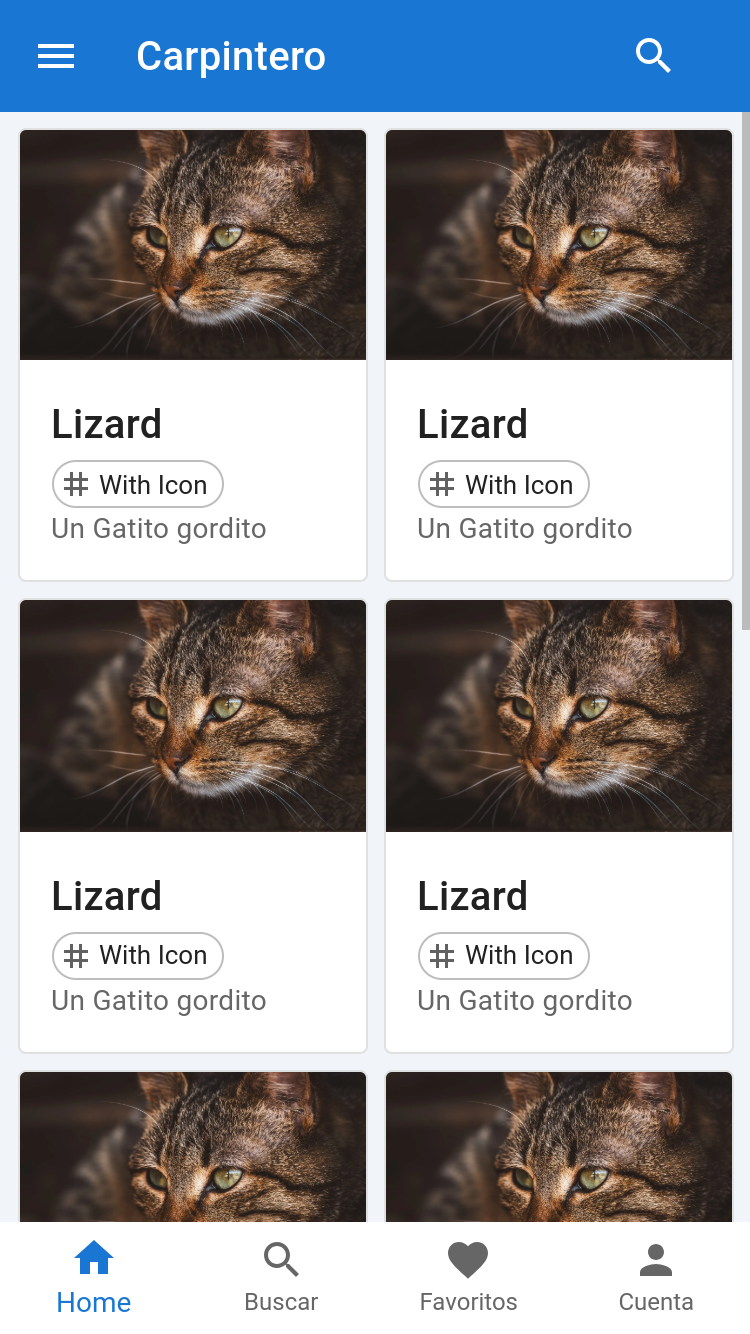 Carpintero
Lizard
With Icon
Un Gatito gordito
Lizard
With Icon
Un Gatito gordito
Lizard
With Icon
Un Gatito gordito
Lizard
With Icon
Un Gatito gordito
Home
Buscar
Favoritos
Cuenta